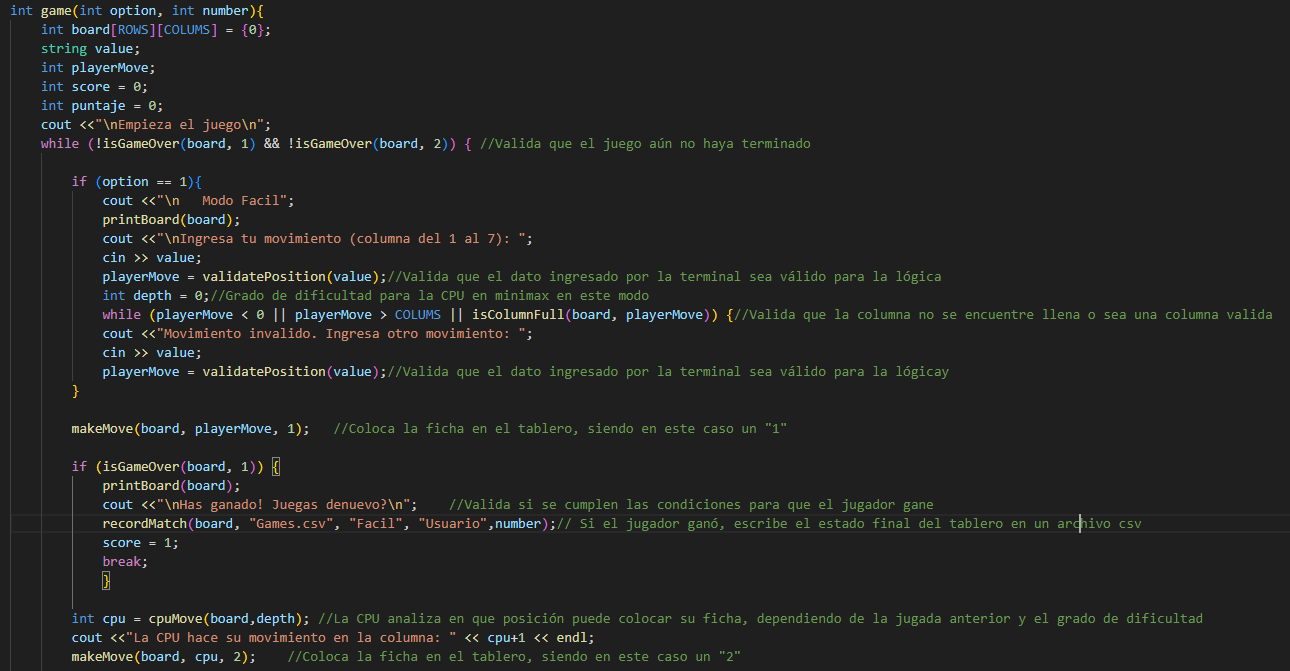 int game(int option, int number){
int board[ROWS][COLUMS] = {0};
string value;
int playerMove;
int score = 0;
int puntaje = 0;
cout <<"\nEmpieza el juego\n";
while (!isGameOver(board, 1) && !isGameOver(board, 2)) { //Valida que el juego aún no haya terminado
if (option == 1){
cout <<"\n   Modo Facil";
printBoard(board);
cout <<"\nIngresa tu movimiento (columna del 1 al 7): ";
cin >> value;
playerMove = validatePosition(value);//Valida que el dato ingresado por la terminal sea válido para la lógica
int depth = 0;//Grado de dificultad para la CPU en minimax en este modo
while (playerMove < 0 || playerMove > COLUMS || isColumnFull(board, playerMove)) {//Valida que la columna no se encuentre llena o sea una columna valida
cout <<"Movimiento invalido. Ingresa otro movimiento: ";
cin >> value;
playerMove = validatePosition(value);//Valida que el dato ingresado por la terminal sea válido para la lógicay
}
makeMove(board, playerMove, 1);   //Coloca la ficha en el tablero, siendo en este caso un "1"
if (isGameOver(board, 1)) {
printBoard(board);
cout <<"\nHas ganado! Juegas denuevo?\n";    //Valida si se cumplen las condiciones para que el jugador gane
recordMatch(board, "Games.csv", "Facil", "Usuario",number);// Si el jugador ganó, escribe el estado final del tablero en un archivo csv
score = 1;
break;
}
int cpu = cpuMove(board,depth); //La CPU analiza en que posición puede colocar su ficha, dependiendo de la jugada anterior y el grado de dificultad
cout <<"La CPU hace su movimiento en la columna: " << cpu+1 << endl;
makeMove(board, cpu, 2);    //Coloca la ficha en el tablero, siendo en este caso un "2"